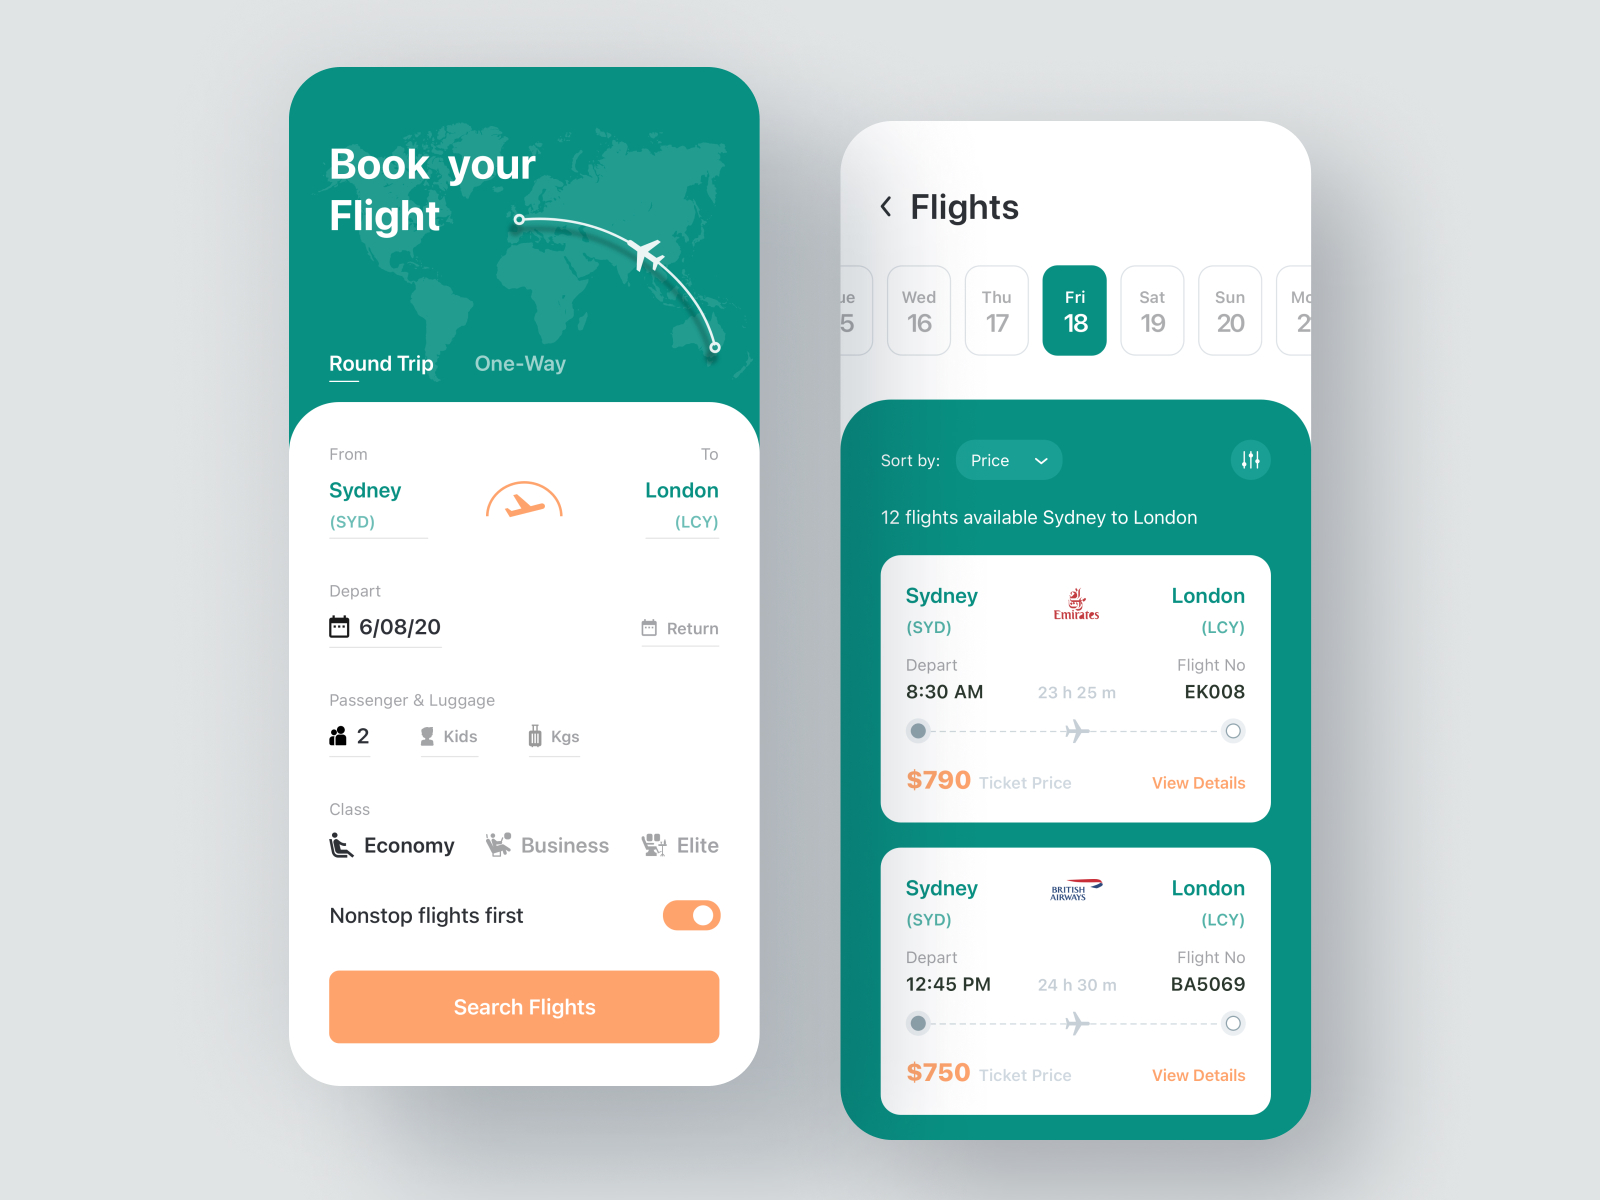 Book your
Flight
Round Trip One-Way
From To
Sydney London
(SYD) (LCY)
Depart
6/08/20 Return
Passenger & Luggage
2 Kids Kgs
Class
Economy Business Elite
Nonstop flights first
Search Flights
Flights
ue Wed Thu Fri Sat Sun Mo
5 16 17 18 19 20 2
Sort by: Price
12 flights available Sydney to London
Sydney Emirates London
(SYD) (LCY)
Depart Flight No
8:30 AM 23 h 25 m EK008
$790 Ticket Price View Details
Sydney BRITISH AIRWAYS London
(SYD) (LCY)
Depart Flight No
12:45 PM 24 h 30 m BA5069
$750 Ticket Price View Details